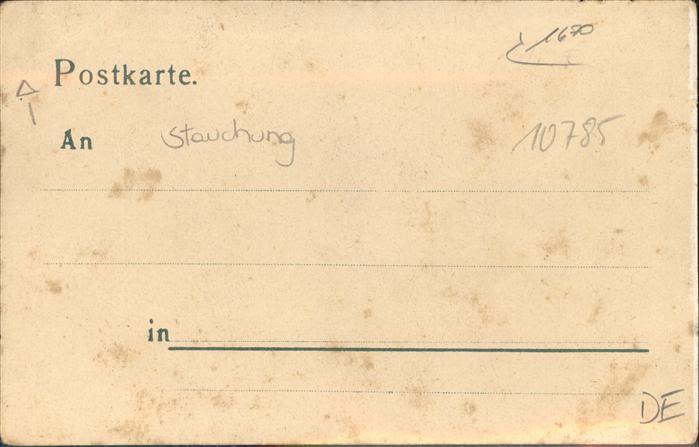 1670
Postkarte.
An Stauchung 10785
in
DE